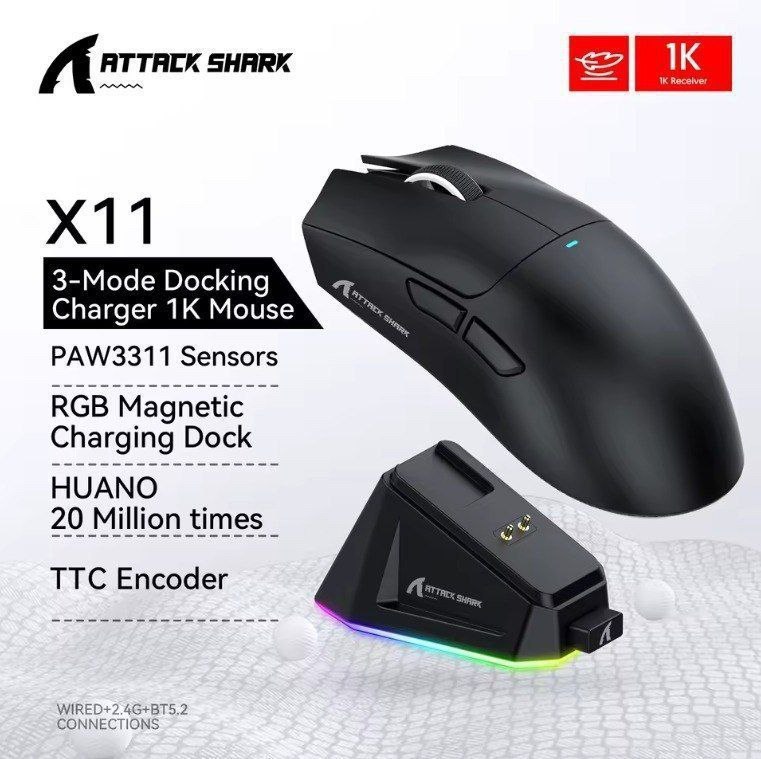 ATTACK SHARK
1K
1K Receiver
X11
3-Mode Docking
Charger 1K Mouse
PAW3311 Sensors
RGB Magnetic
Charging Dock
HUANO
20 Million times
TTC Encoder
WIRED+2.4G+BT5.2
CONNECTIONS
ATTACK SHARK
ATTACK SHARK